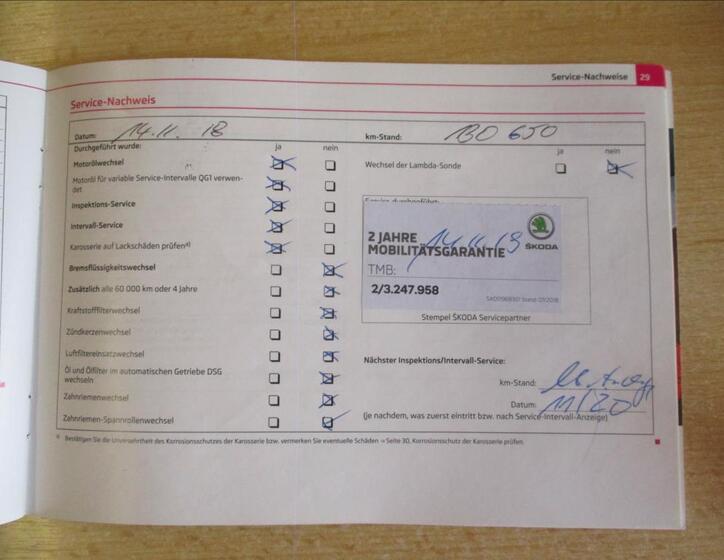 Service-Nachweise 29
Service-Nachweis
Datum: 14.11.18 km-Stand: 130 650
Durchgeführt wurde: ja nein ja nein
Motorölwechsel Wechsel der Lambda-Sonde
Motoröl für variable Service-Intervalle QG1 verwen-
det
Inspektions-Service
Intervall-Service
Karosserie auf Lackschäden prüfen a)
Bremsflüssigkeitswechsel
Zusätzlich alle 60 000 km oder 4 Jahre
Kraftstofffilterwechsel
Zündkerzenwechsel
Luftfiltereinsatzwechsel
Öl und Ölfilter im automatischen Getriebe DSG
wechseln
Zahnriemenwechsel
Zahnriemen-Spannrollenwechsel
Service durchgeführt:
2 JAHRE
MOBILITÄTSGARANTIE
14.11.18
ŠKODA
TMB:
2/3.247.958
Stempel ŠKODA Servicepartner
Nächster Inspektions/Intervall-Service:
km-Stand:
Datum: 11/20
(je nachdem, was zuerst eintritt bzw. nach Service-Intervall-Anzeige)
a) Bestätigen Sie die Unversehrtheit des Korrosionsschutzes der Karosserie bzw. vermerken Sie eventuelle Schäden ⇒ Seite 30, Korrosionsschutz der Karosserie prüfen.